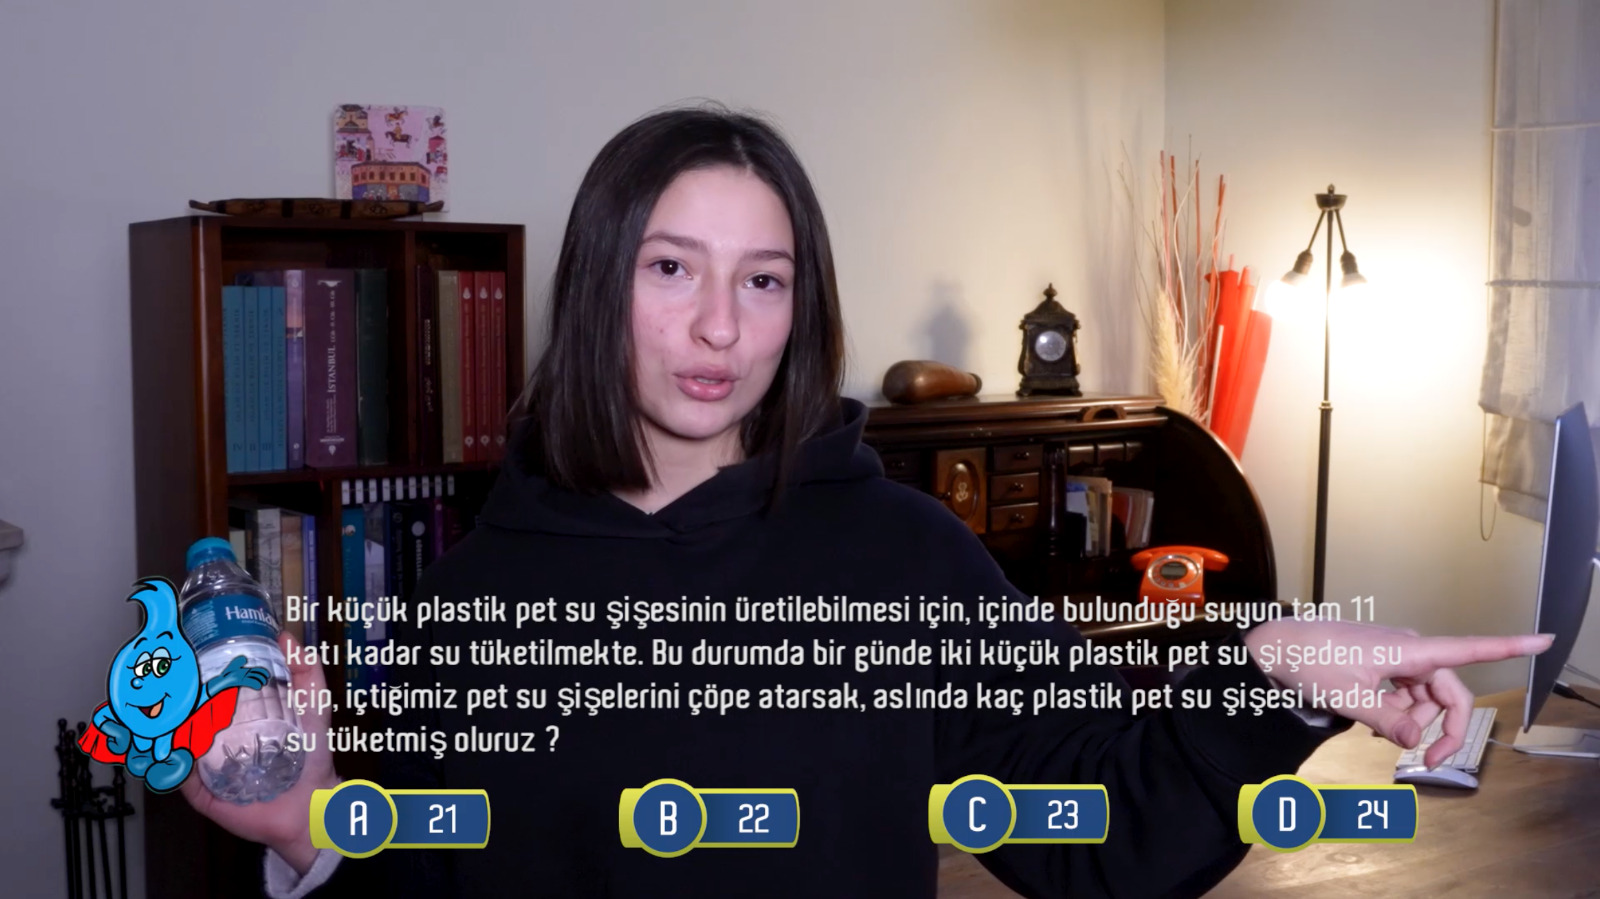 İSTANBUL
Hamidiye
Bir küçük plastik pet su şişesinin üretilebilmesi için, içinde bulunduğu suyun tam 11
katı kadar su tüketilmekte. Bu durumda bir günde iki küçük plastik pet su şişeden su
içip, içtiğimiz pet su şişelerini çöpe atarsak, aslında kaç plastik pet su şişesi kadar
su tüketmiş oluruz ?
A 21
B 22
C 23
D 24